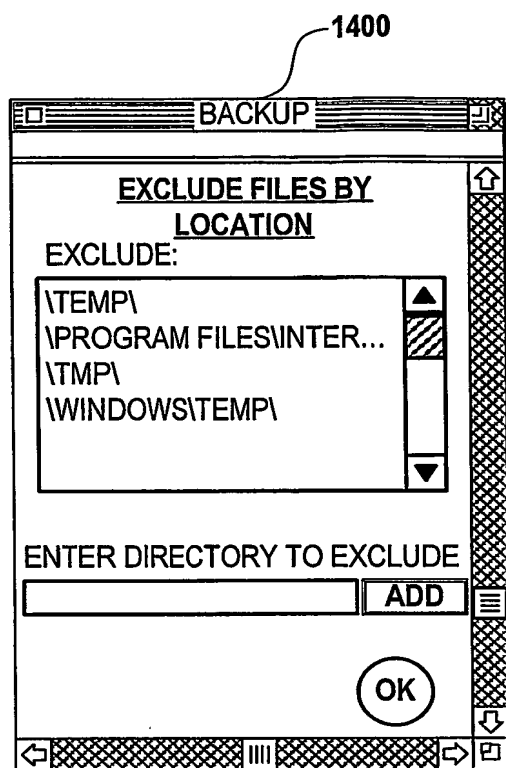 1400
BACKUP
EXCLUDE FILES BY
LOCATION
EXCLUDE:
\TEMP\
\PROGRAM FILES\INTER...
\TMP\
\WINDOWS\TEMP\
ENTER DIRECTORY TO EXCLUDE
ADD
OK